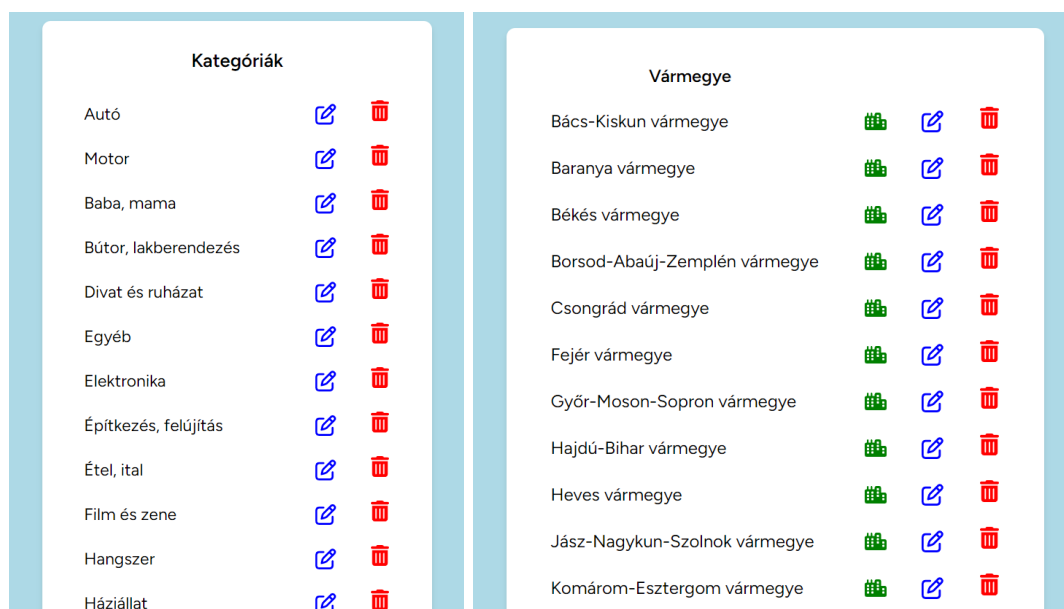 Kategóriák
Autó
Motor
Baba, mama
Bútor, lakberendezés
Divat és ruházat
Egyéb
Elektronika
Építkezés, felújítás
Étel, ital
Film és zene
Hangszer
Háziállat
Vármegye
Bács-Kiskun vármegye
Baranya vármegye
Békés vármegye
Borsod-Abaúj-Zemplén vármegye
Csongrád vármegye
Fejér vármegye
Győr-Moson-Sopron vármegye
Hajdú-Bihar vármegye
Heves vármegye
Jász-Nagykun-Szolnok vármegye
Komárom-Esztergom vármegye